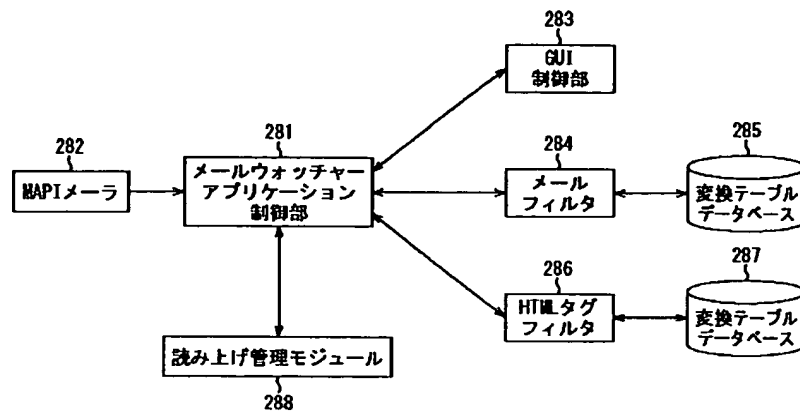 283
GUI
制御部
282
MAPIメーラ
281
メールウォッチャー
アプリケーション
制御部
284
メール
フィルタ
285
変換テーブル
データベース
286
HTMLタグ
フィルタ
287
変換テーブル
データベース
読み上げ管理モジュール
288